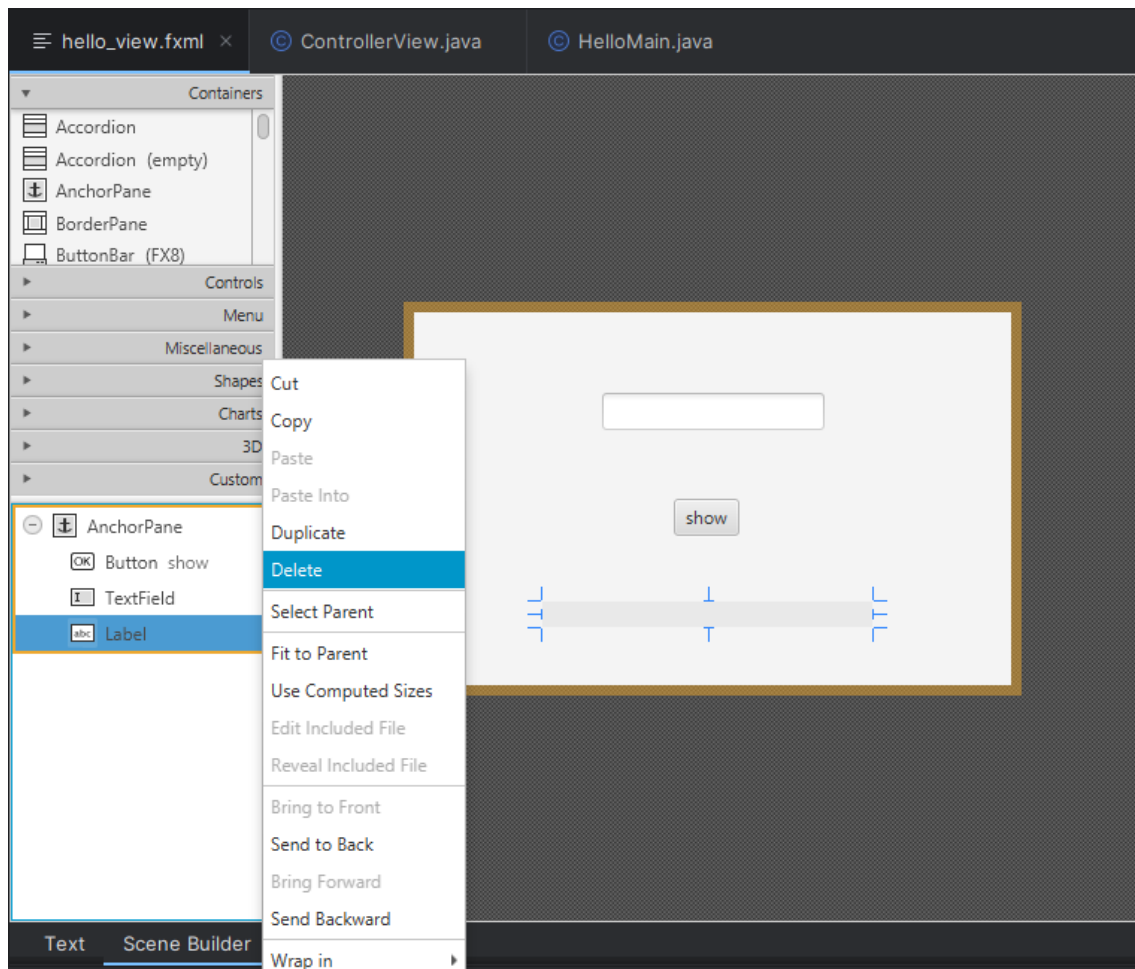 hello_view.fxml
ControllerView.java
HelloMain.java
Containers
Accordion
Accordion (empty)
AnchorPane
BorderPane
ButtonBar (FX8)
Controls
Menu
Miscellaneous
Shapes
Charts
3D
Custom
AnchorPane
OK Button show
I TextField
abc Label
Cut
Copy
Paste
Paste Into
Duplicate
Delete
Select Parent
Fit to Parent
Use Computed Sizes
Edit Included File
Reveal Included File
Bring to Front
Send to Back
Bring Forward
Send Backward
Wrap in
show
Text
Scene Builder